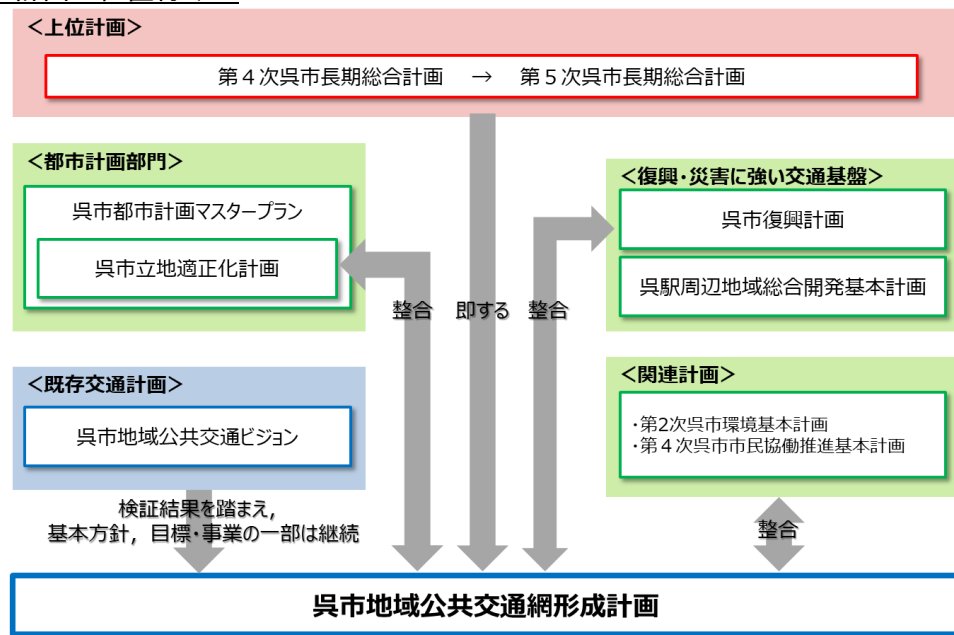 <上位計画>
第４次呉市長期総合計画　→　第５次呉市長期総合計画
<都市計画部門>
呉市都市計画マスタープラン
呉市立地適正化計画
<復興・災害に強い交通基盤>
呉市復興計画
呉駅周辺地域総合開発基本計画
整合
即する
整合
<既存交通計画>
呉市地域公共交通ビジョン
<関連計画>
・第2次呉市環境基本計画
・第４次呉市市民協働推進基本計画
検証結果を踏まえ，
基本方針，目標・事業の一部は継続
整合
呉市地域公共交通網形成計画